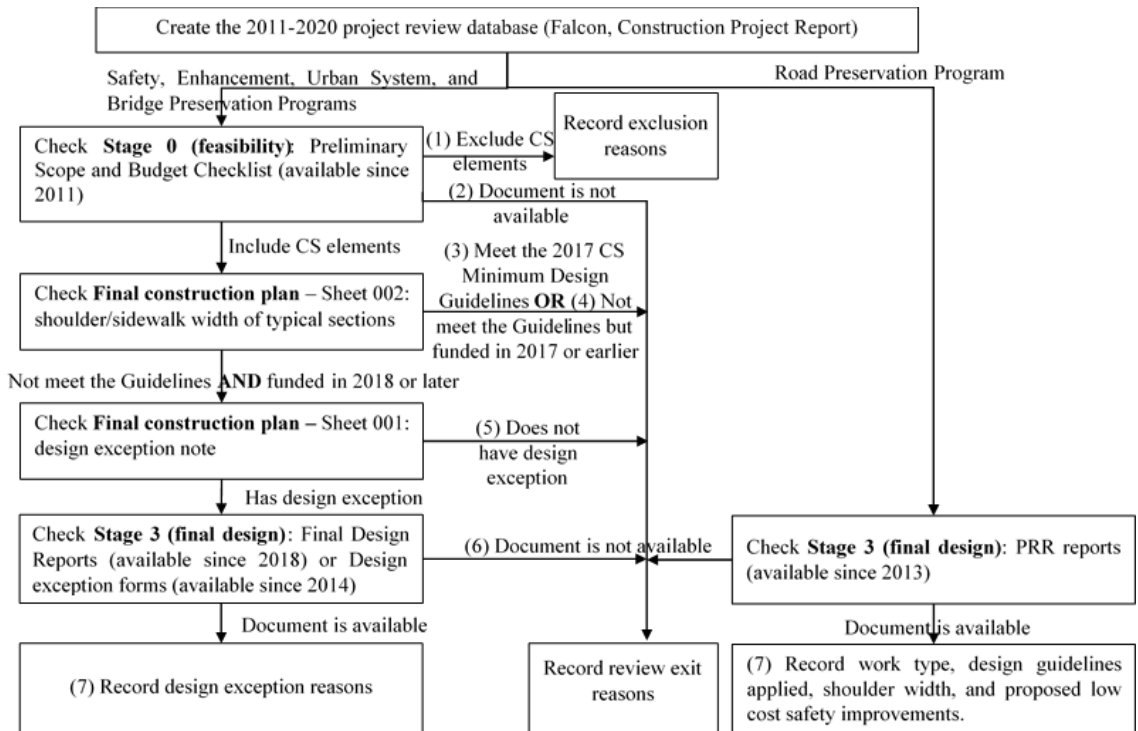 Create the 2011-2020 project review database (Falcon, Construction Project Report)
Safety, Enhancement, Urban System, and
Bridge Preservation Programs
Road Preservation Program
Check Stage 0 (feasibility): Preliminary
Scope and Budget Checklist (available since
2011)
(1) Exclude CS
elements
Record exclusion
reasons
(2) Document is not
available
Include CS elements
(3) Meet the 2017 CS
Minimum Design
Guidelines OR (4) Not
meet the Guidelines but
funded in 2017 or earlier
Check Final construction plan – Sheet 002:
shoulder/sidewalk width of typical sections
Not meet the Guidelines AND funded in 2018 or later
Check Final construction plan – Sheet 001:
design exception note
(5) Does not
have design
exception
Has design exception
Check Stage 3 (final design): Final Design
Reports (available since 2018) or Design
exception forms (available since 2014)
(6) Document is not available
Check Stage 3 (final design): PRR reports
(available since 2013)
Document is available
Document is available
(7) Record design exception reasons
Record review exit
reasons
(7) Record work type, design guidelines
applied, shoulder width, and proposed low
cost safety improvements.